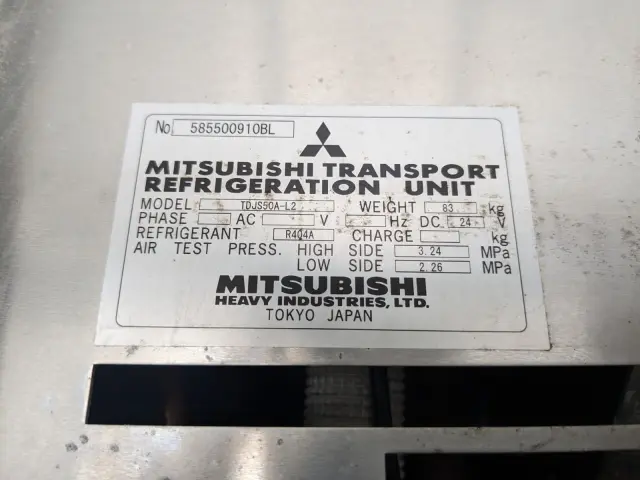 No. 585500910BL
MITSUBISHI TRANSPORT
REFRIGERATION UNIT
MODEL TDJS50A-L2 WEIGHT 83 kg
PHASE AC V Hz DC 24 V
REFRIGERANT R404A CHARGE kg
AIR TEST PRESS. HIGH SIDE 3.24 MPa
LOW SIDE 2.26 MPa
MITSUBISHI
HEAVY INDUSTRIES, LTD.
TOKYO JAPAN